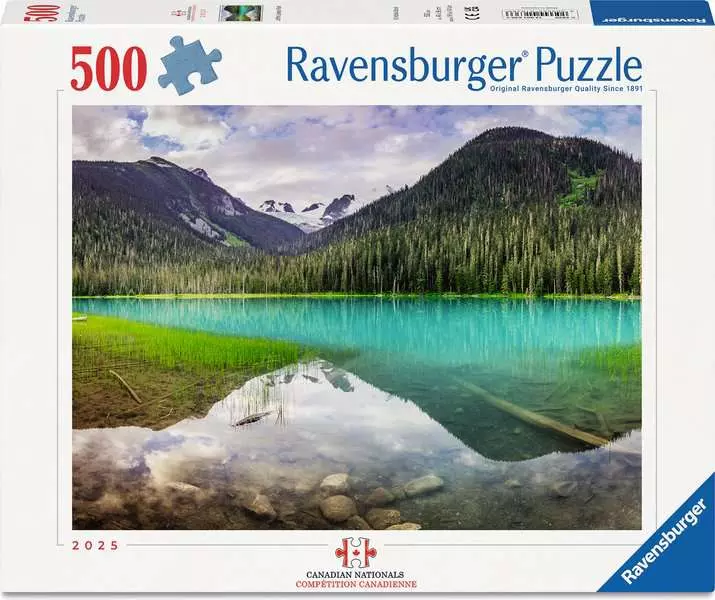 500
Ravensburger
500
Ravensburger® Puzzle
Original Ravensburger Quality Since 1891
2025
CANADIAN NATIONALS
COMPÉTITION CANADIENNE
Ravensburger